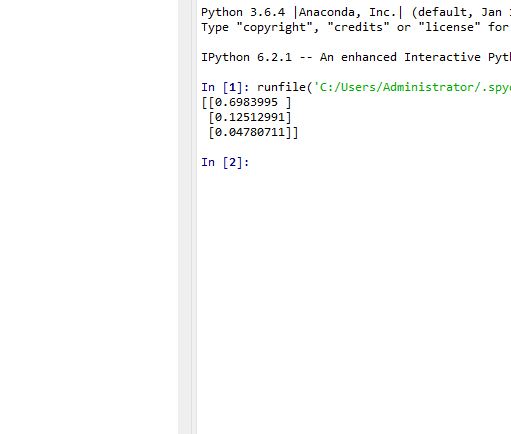 Python 3.6.4 |Anaconda, Inc.| (default, Jan
Type "copyright", "credits" or "license" for
IPython 6.2.1 -- An enhanced Interactive
In [1]: runfile('C:/Users/Administrator/.spy
[[0.6983995 ]
 [0.12512991]
 [0.04780711]]
In [2]: